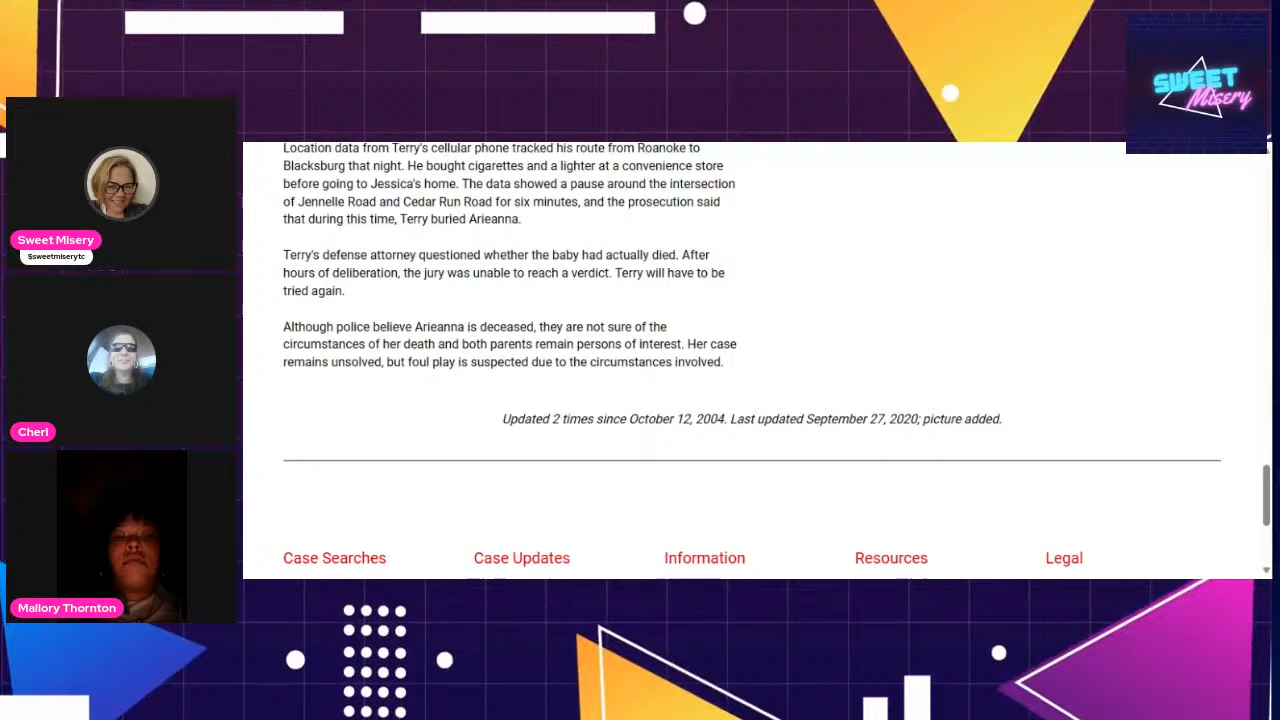 SWEET
Misery
Sweet Misery
$sweetmiserytc
Cheri
Mallory Thornton
Location data from Terry's cellular phone tracked his route from Roanoke to
Blacksburg that night. He bought cigarettes and a lighter at a convenience store
before going to Jessica's home. The data showed a pause around the intersection
of Jennelle Road and Cedar Run Road for six minutes, and the prosecution said
that during this time, Terry buried Arieanna.
Terry's defense attorney questioned whether the baby had actually died. After
hours of deliberation, the jury was unable to reach a verdict. Terry will have to be
tried again.
Although police believe Arieanna is deceased, they are not sure of the
circumstances of her death and both parents remain persons of interest. Her case
remains unsolved, but foul play is suspected due to the circumstances involved.
Updated 2 times since October 12, 2004. Last updated September 27, 2020; picture added.
Case Searches
Case Updates
Information
Resources
Legal